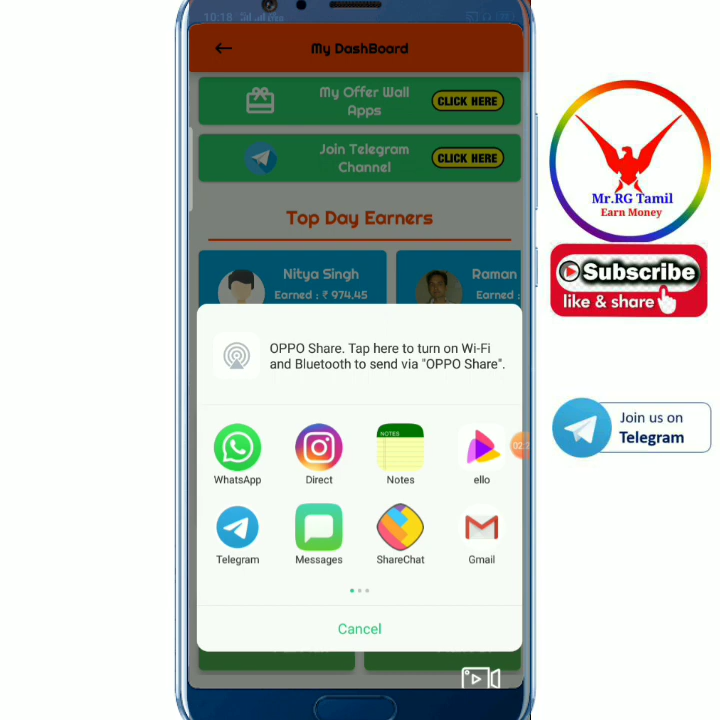 10:18
My DashBoard
My Offer Wall
Apps
CLICK HERE
Join Telegram
Channel
CLICK HERE
Top Day Earners
Nitya Singh
Earned : ₹ 974,45
Raman
Earned :
OPPO Share. Tap here to turn on Wi-Fi
and Bluetooth to send via "OPPO Share".
WhatsApp
Direct
NOTES
Notes
ello
Telegram
Messages
ShareChat
Gmail
Cancel
Mr.RG Tamil
Earn Money
Subscribe
like & share
Join us on
Telegram